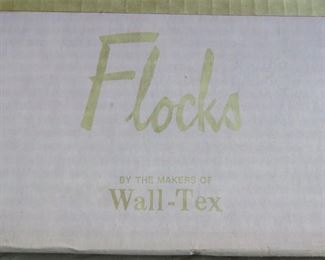 Flocks
BY THE MAKERS OF
Wall-Tex